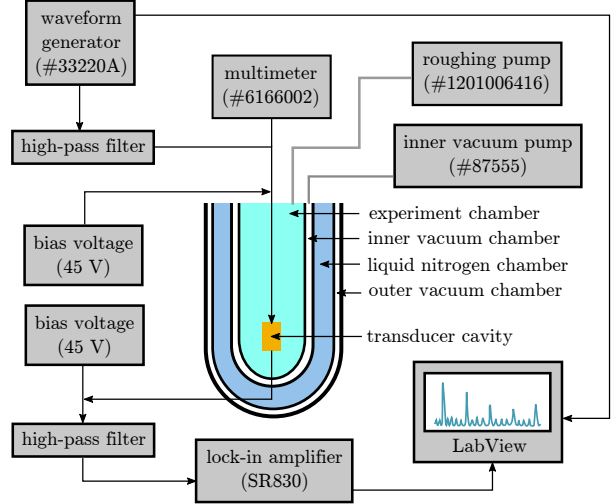 waveform
generator
(#33220A)
multimeter
(#6166002)
roughing pump
(#1201006416)
high-pass filter
inner vacuum pump
(#87555)
experiment chamber
inner vacuum chamber
liquid nitrogen chamber
outer vacuum chamber
transducer cavity
bias voltage
(45 V)
bias voltage
(45 V)
high-pass filter
lock-in amplifier
(SR830)
LabView